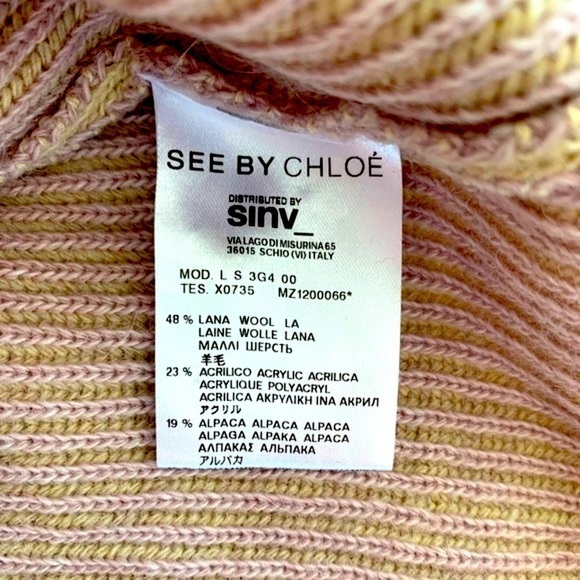 SEE BY CHLOÉ
DISTRIBUTED BY
sinv_
VIA LAGO DI MISURINA 65
36015 SCHIO (VI) ITALY
MOD. L S 3G4 00
TES. X0735 MZ1200066*
48 % LANA WOOL LA
LAINE WOLLE LANA
ΜΑΛΛΙ ШЕРСТЬ
羊毛
23 % ACRILICO ACRYLIC ACRILICA
ACRYLIQUE POLYACRYL
ACRILICA ΑΚΡΥΛΙΚΗ ΙΝΑ АКРИЛ
アクリル
19 % ALPACA ALPACA ALPACA
ALPAGA ALPAKA ALPACA
ΑΛΠΑΚΑΣ АЛЬПАКА
アルパカ